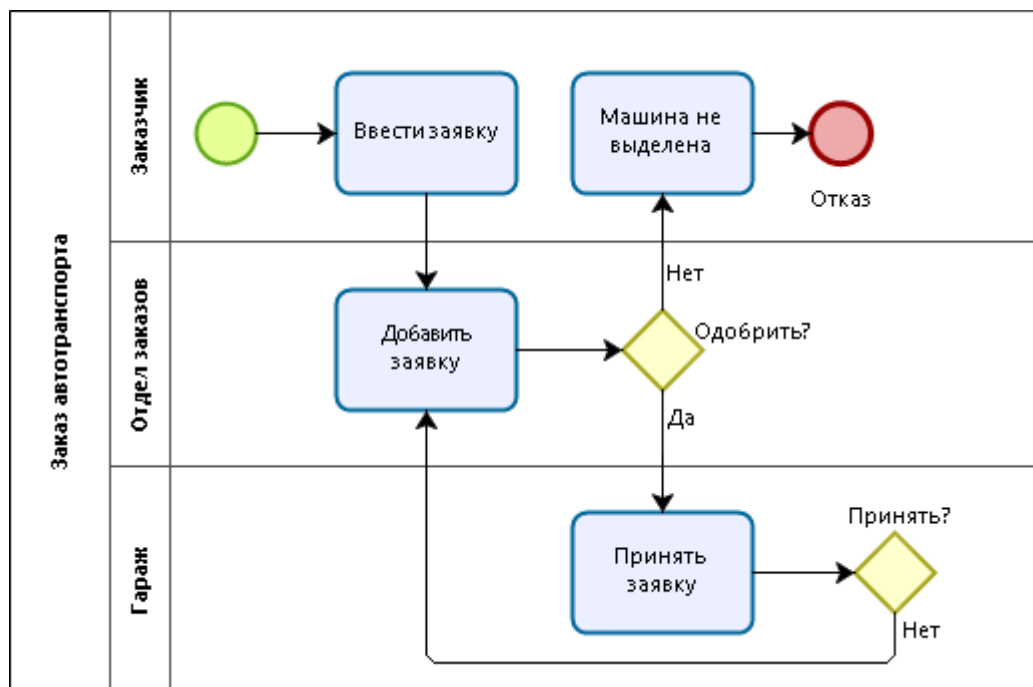 Заказ автотранспорта
Заказчик
Ввести заявку
Машина не
выделена
Отказ
Отдел заказов
Добавить
заявку
Нет
Одобрить?
Да
Гараж
Принять
заявку
Принять?
Нет